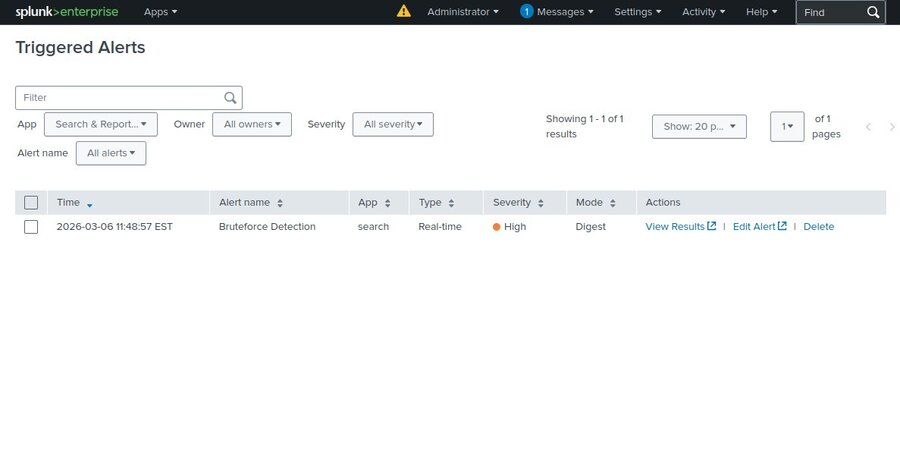 splunk>enterprise Apps Administrator 1 Messages Settings Activity Help Find
Triggered Alerts
Filter
App Search & Report... Owner All owners Severity All severity Showing 1 - 1 of 1 results Show: 20 p... 1 of 1 pages
Alert name All alerts
Time Alert name App Type Severity Mode Actions
2026-03-06 11:48:57 EST Bruteforce Detection search Real-time High Digest View Results | Edit Alert | Delete